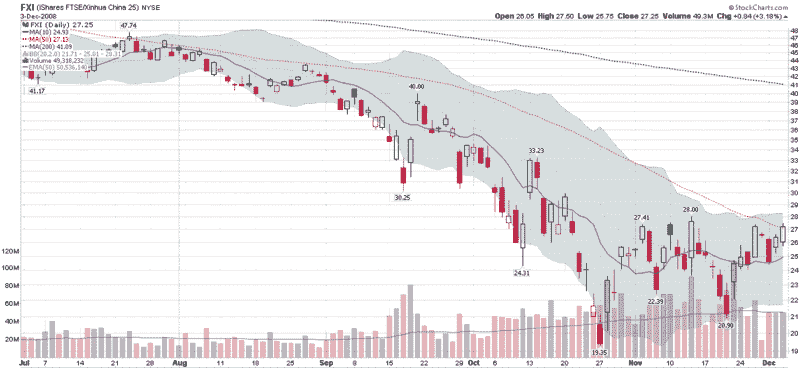 FXI (iShares FTSE/Xinhua China 25) NYSE
© StockCharts.com
3-Dec-2008
Open 26.05 High 27.50 Low 25.75 Close 27.25 Volume 49.3M Chg +0.84 (+3.18%)
FXI (Daily) 27.25
MA(10) 24.93
MA(50) 27.13
MA(200) 41.09
BB(20,2.0) 21.71 - 25.01 - 28.31
Volume 49,318,232
EMA(50) 50,536,140
47.74
41.17
40.00
30.25
33.23
24.31
19.35
27.41
22.39
28.00
20.90
48
47
46
45
44
43
42
41
40
39
38
37
36
35
34
33
32
31
30
29
28
27
26
25
24
23
22
21
20
19
120M
100M
80M
60M
40M
20M
Jul 7 14 21 Aug 11 18 25 Sep 8 15 22 Oct 6 13 20 27 Nov 10 17 24 Dec